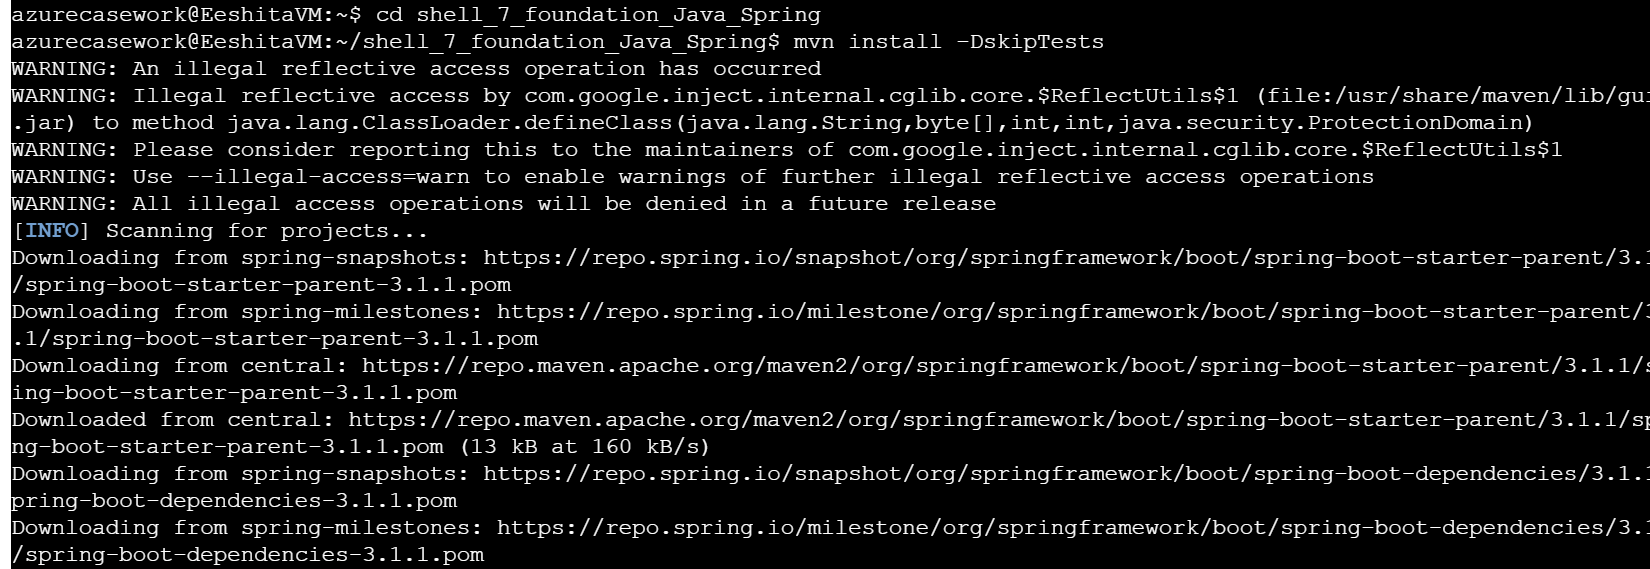 azurecasework@EeshitaVM:~$ cd shell_7_foundation_Java_Spring
azurecasework@EeshitaVM:~/shell_7_foundation_Java_Spring$ mvn install -DskipTests
WARNING: An illegal reflective access operation has occurred
WARNING: Illegal reflective access by com.google.inject.internal.cglib.core.$ReflectUtils$1 (file:/usr/share/maven/lib/gui
.jar) to method java.lang.ClassLoader.defineClass(java.lang.String,byte[],int,int,java.security.ProtectionDomain)
WARNING: Please consider reporting this to the maintainers of com.google.inject.internal.cglib.core.$ReflectUtils$1
WARNING: Use --illegal-access=warn to enable warnings of further illegal reflective access operations
WARNING: All illegal access operations will be denied in a future release
[INFO] Scanning for projects...
Downloading from spring-snapshots: https://repo.spring.io/snapshot/org/springframework/boot/spring-boot-starter-parent/3.1
/spring-boot-starter-parent-3.1.1.pom
Downloading from spring-milestones: https://repo.spring.io/milestone/org/springframework/boot/spring-boot-starter-parent/3
.1/spring-boot-starter-parent-3.1.1.pom
Downloading from central: https://repo.maven.apache.org/maven2/org/springframework/boot/spring-boot-starter-parent/3.1.1/s
ing-boot-starter-parent-3.1.1.pom
Downloaded from central: https://repo.maven.apache.org/maven2/org/springframework/boot/spring-boot-starter-parent/3.1.1/sp
ng-boot-starter-parent-3.1.1.pom (13 kB at 160 kB/s)
Downloading from spring-snapshots: https://repo.spring.io/snapshot/org/springframework/boot/spring-boot-dependencies/3.1.1
pring-boot-dependencies-3.1.1.pom
Downloading from spring-milestones: https://repo.spring.io/milestone/org/springframework/boot/spring-boot-dependencies/3.1
/spring-boot-dependencies-3.1.1.pom